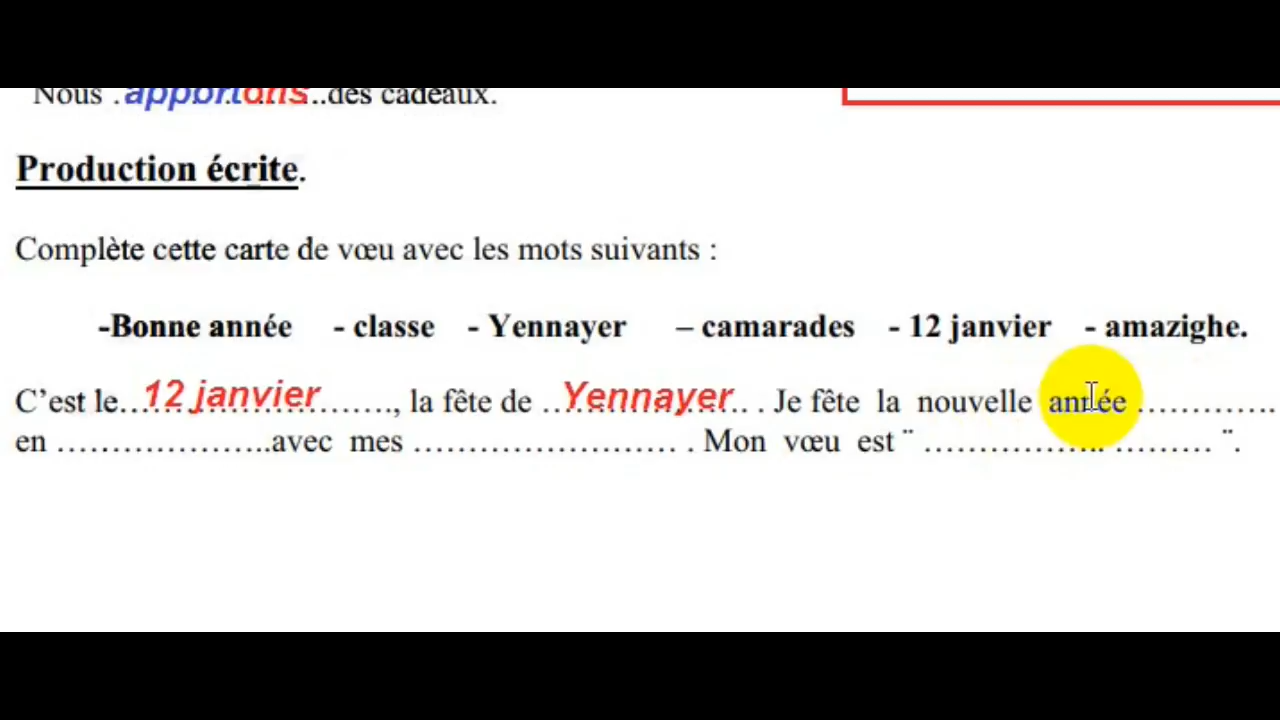 Nous .apportons..des cadeaux.
Production écrite.
Complète cette carte de vœu avec les mots suivants :
-Bonne année - classe - Yennayer – camarades - 12 janvier - amazighe.
C’est le…12 janvier…….., la fête de …Yennayer….. . Je fête la nouvelle année ………….
en ………………….avec mes ……………………… . Mon vœu est ¨ ……………….. ……… ¨.